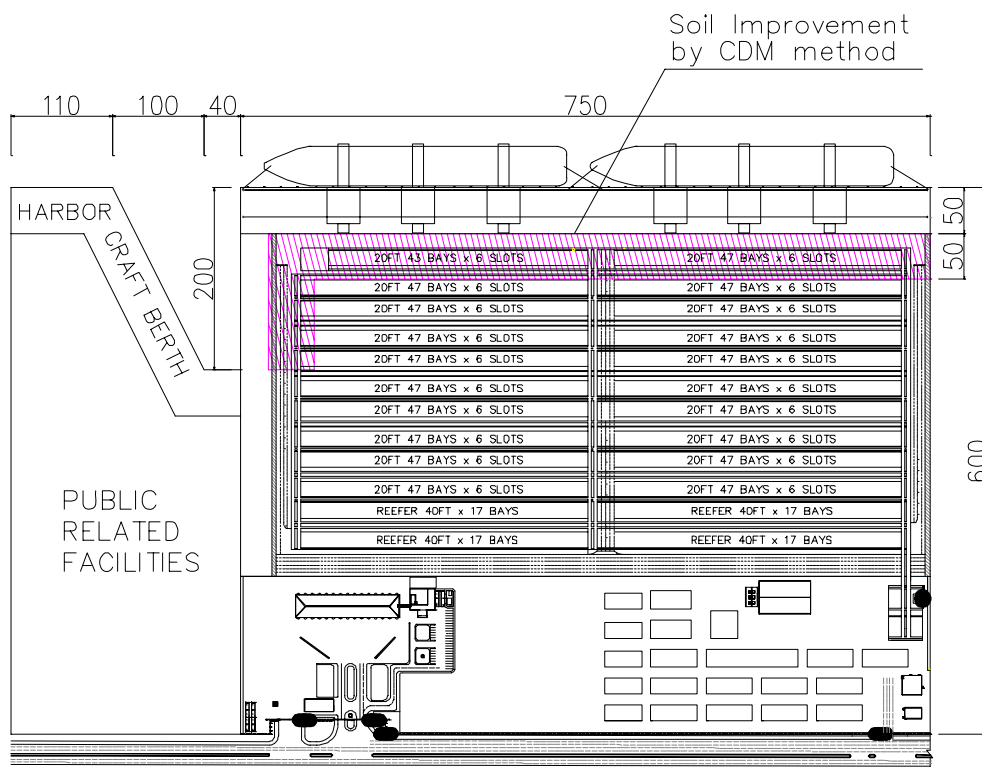 Soil Improvement
by CDM method
110 100 40 750
HARBOR
CRAFT BERTH
200
50
50
20FT 43 BAYS x 6 SLOTS 20FT 47 BAYS x 6 SLOTS
20FT 47 BAYS x 6 SLOTS 20FT 47 BAYS x 6 SLOTS
20FT 47 BAYS x 6 SLOTS 20FT 47 BAYS x 6 SLOTS
20FT 47 BAYS x 6 SLOTS 20FT 47 BAYS x 6 SLOTS
20FT 47 BAYS x 6 SLOTS 20FT 47 BAYS x 6 SLOTS
20FT 47 BAYS x 6 SLOTS 20FT 47 BAYS x 6 SLOTS
20FT 47 BAYS x 6 SLOTS 20FT 47 BAYS x 6 SLOTS
20FT 47 BAYS x 6 SLOTS 20FT 47 BAYS x 6 SLOTS
20FT 47 BAYS x 6 SLOTS 20FT 47 BAYS x 6 SLOTS
20FT 47 BAYS x 6 SLOTS 20FT 47 BAYS x 6 SLOTS
REEFER 40FT x 17 BAYS REEFER 40FT x 17 BAYS
REEFER 40FT x 17 BAYS REEFER 40FT x 17 BAYS
600
PUBLIC
RELATED
FACILITIES